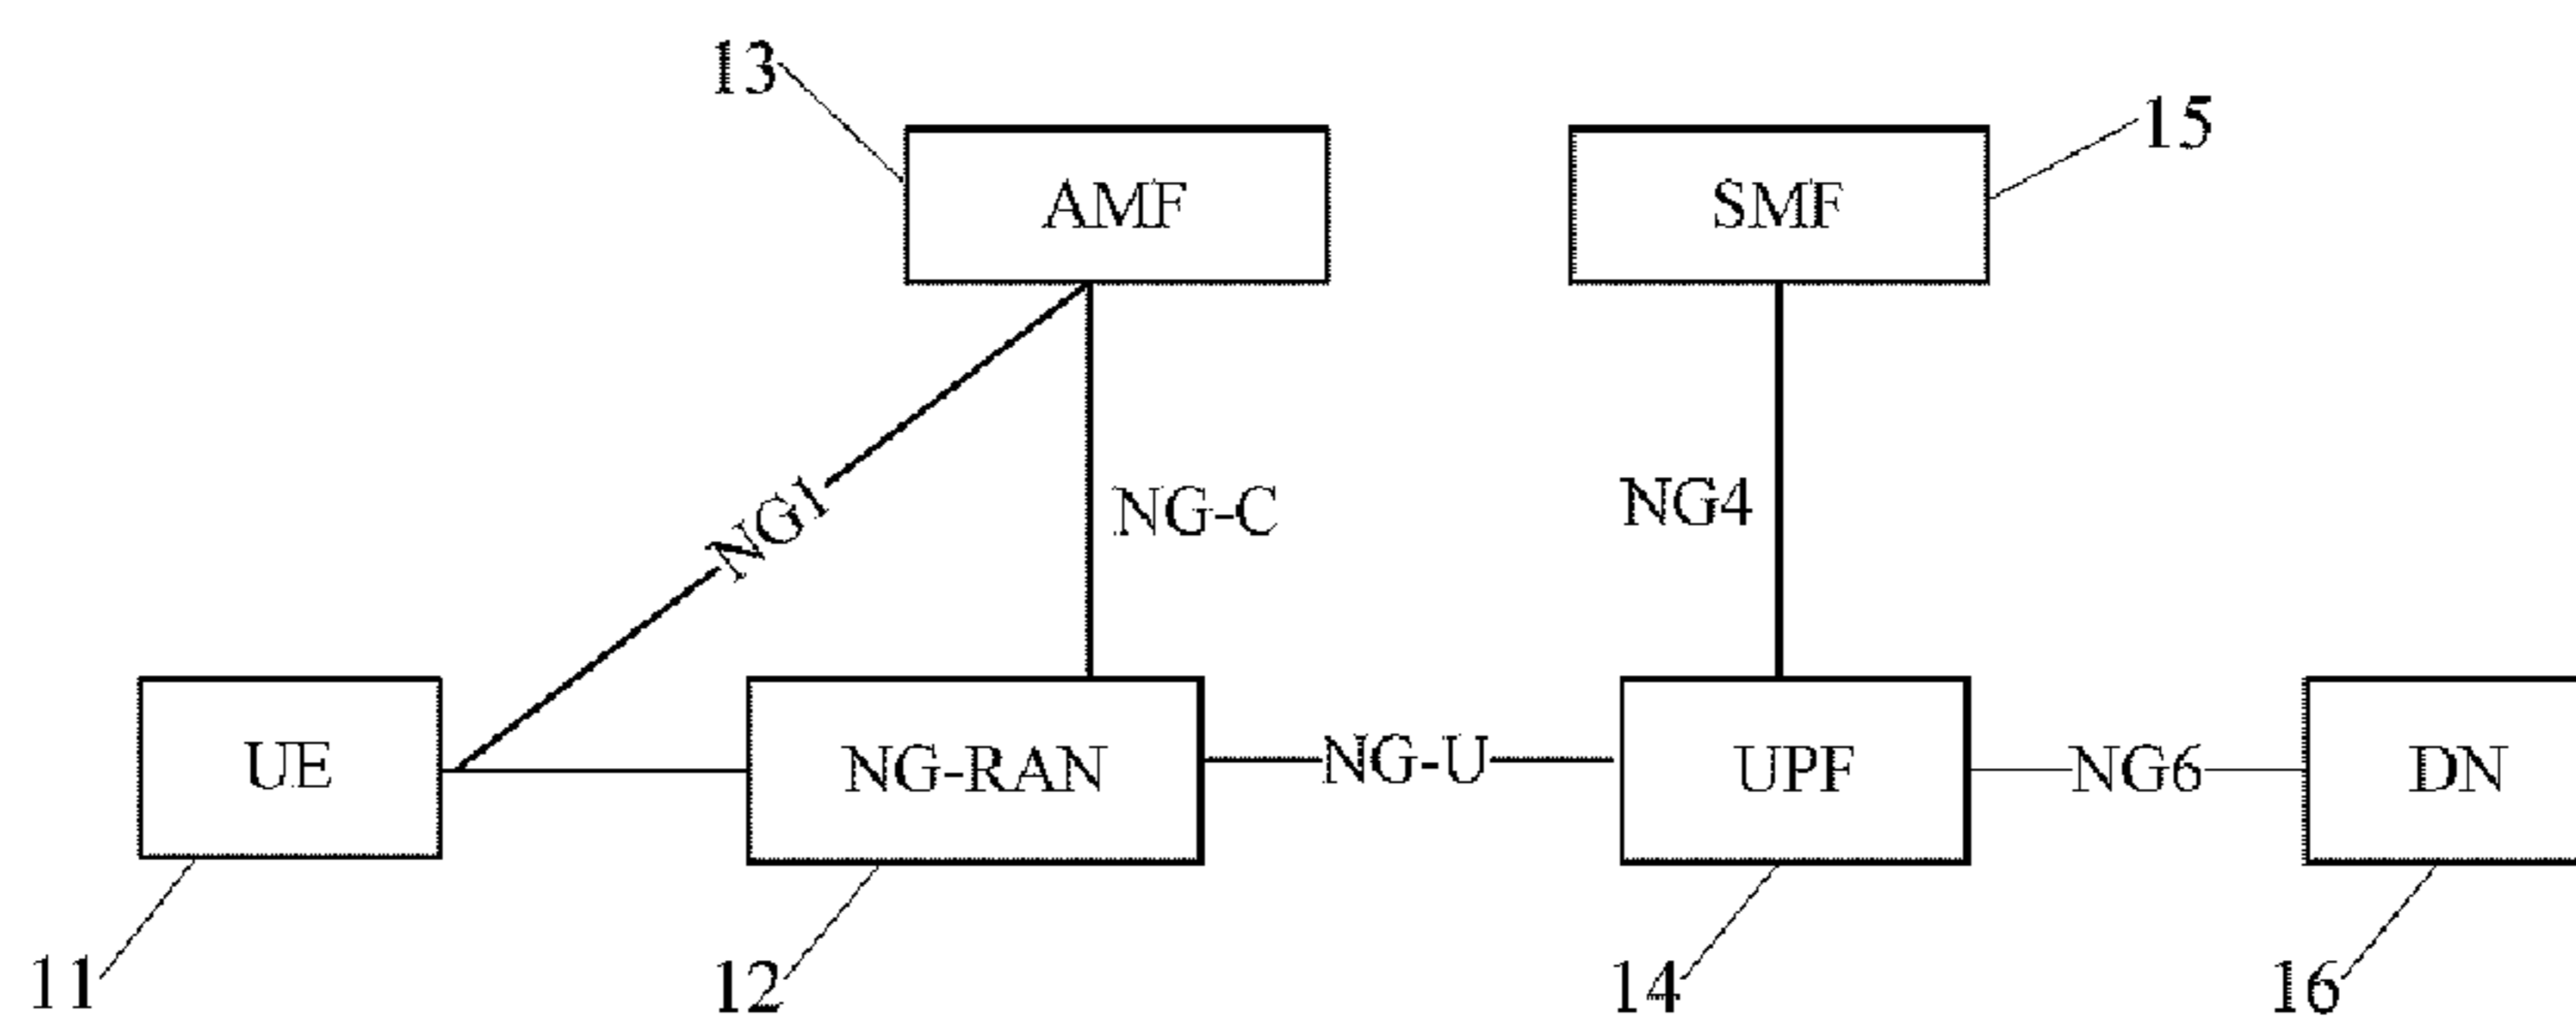 13
15
AMF
SMF
NG1
NG-C
NG4
UE
NG-RAN
NG-U
UPF
NG6
DN
11
12
14
16